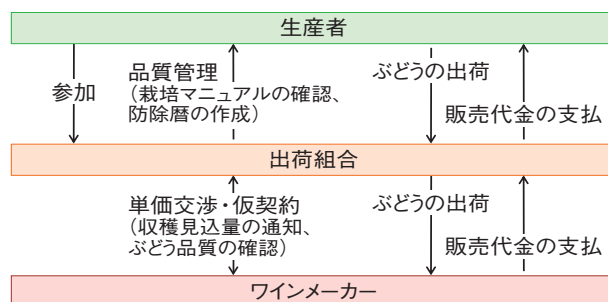 生産者
参加
品質管理
(栽培マニュアルの確認、
防除暦の作成)
ぶどうの出荷
販売代金の支払
出荷組合
単価交渉・仮契約
(収穫見込量の通知、
ぶどう品質の確認)
ぶどうの出荷
販売代金の支払
ワインメーカー